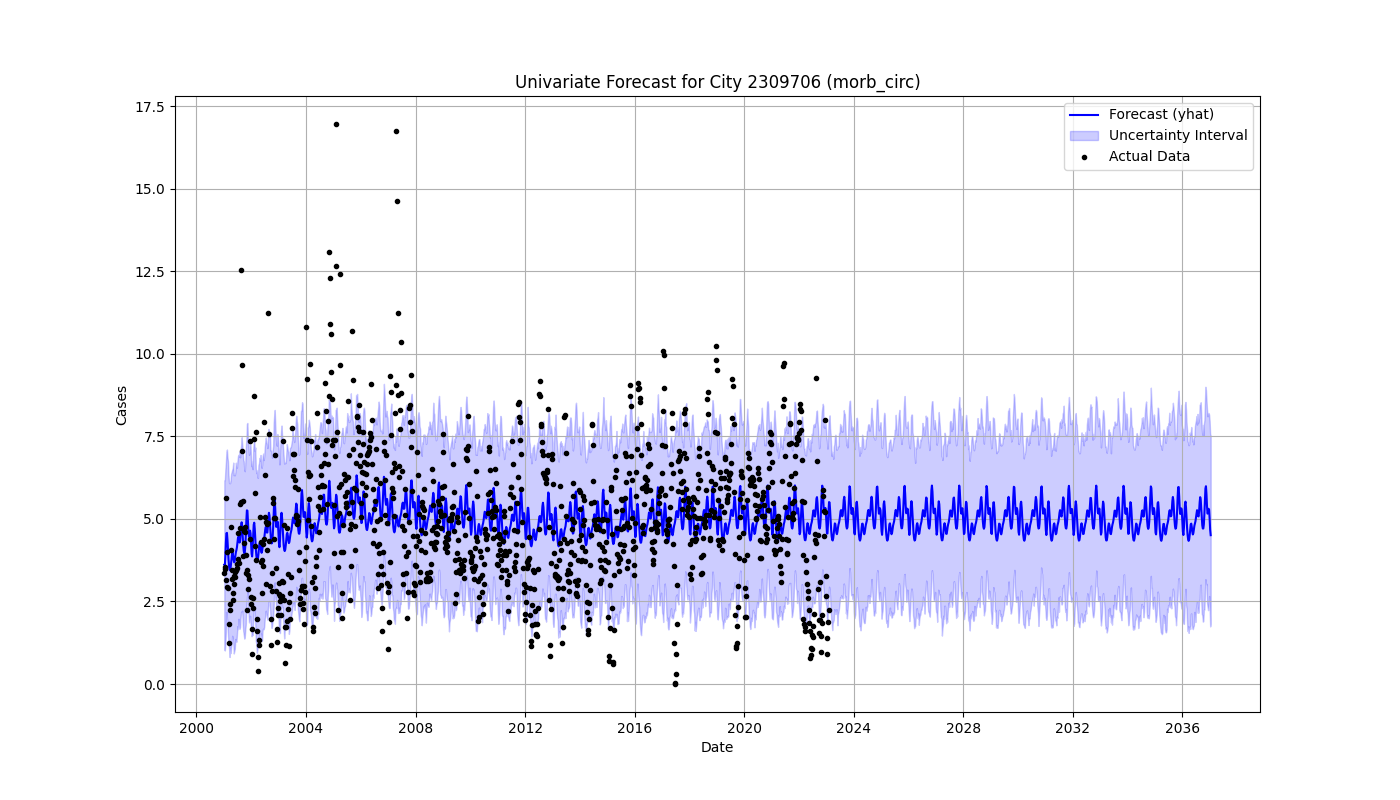 Univariate Forecast for City 2309706 (morb_circ)
Forecast (yhat)
Uncertainty Interval
Actual Data
Cases
17.5
15.0
12.5
10.0
7.5
5.0
2.5
0.0
2000 2004 2008 2012 2016 2020 2024 2028 2032 2036
Date